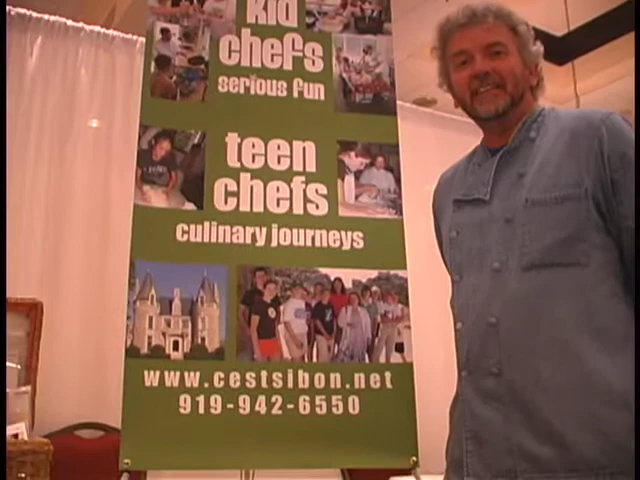 kid
chefs
serious fun
teen
chefs
culinary journeys
www.cestsibon.net
919-942-6550